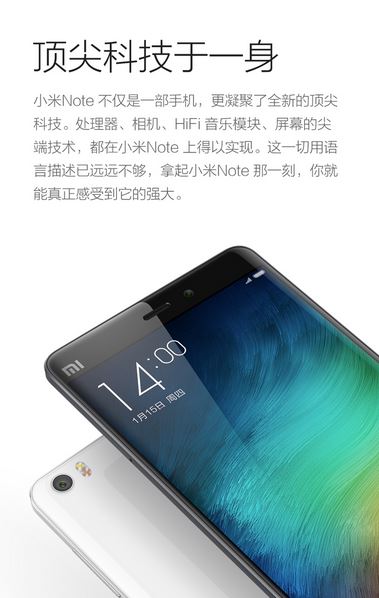 顶尖科技于一身
小米Note 不仅是一部手机，更凝聚了全新的顶尖
科技。处理器、相机、HiFi 音乐模块、屏幕的尖
端技术，都在小米Note 上得以实现。这一切用语
言描述已远远不够，拿起小米Note 那一刻，你就
能真正感受到它的强大。
mi
14:00
1月15日 周四